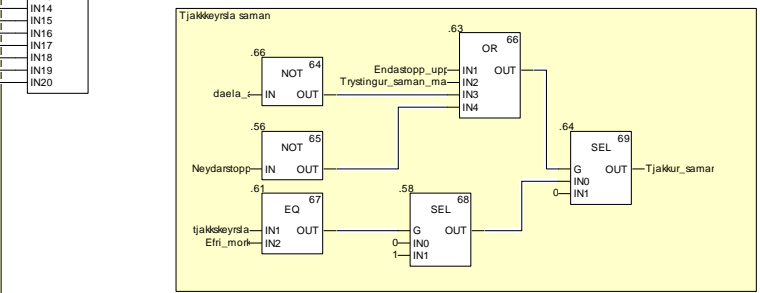 IN14
IN15
IN16
IN17
IN18
IN19
IN20
Tjakkkeyrsla saman
.63
66
OR
Endastopp_upp IN1 OUT
Trystingur_saman_ma IN2
IN3
IN4
.66
64
NOT
daela_a IN OUT
.56
65
NOT
Neydarstopp IN OUT
.64
69
SEL
G OUT Tjakkur_saman
IN0
0 IN1
.61
67
EQ
tjakkskeyrsla IN1 OUT
Efri_mork IN2
.58
68
SEL
G OUT
0 IN0
1 IN1